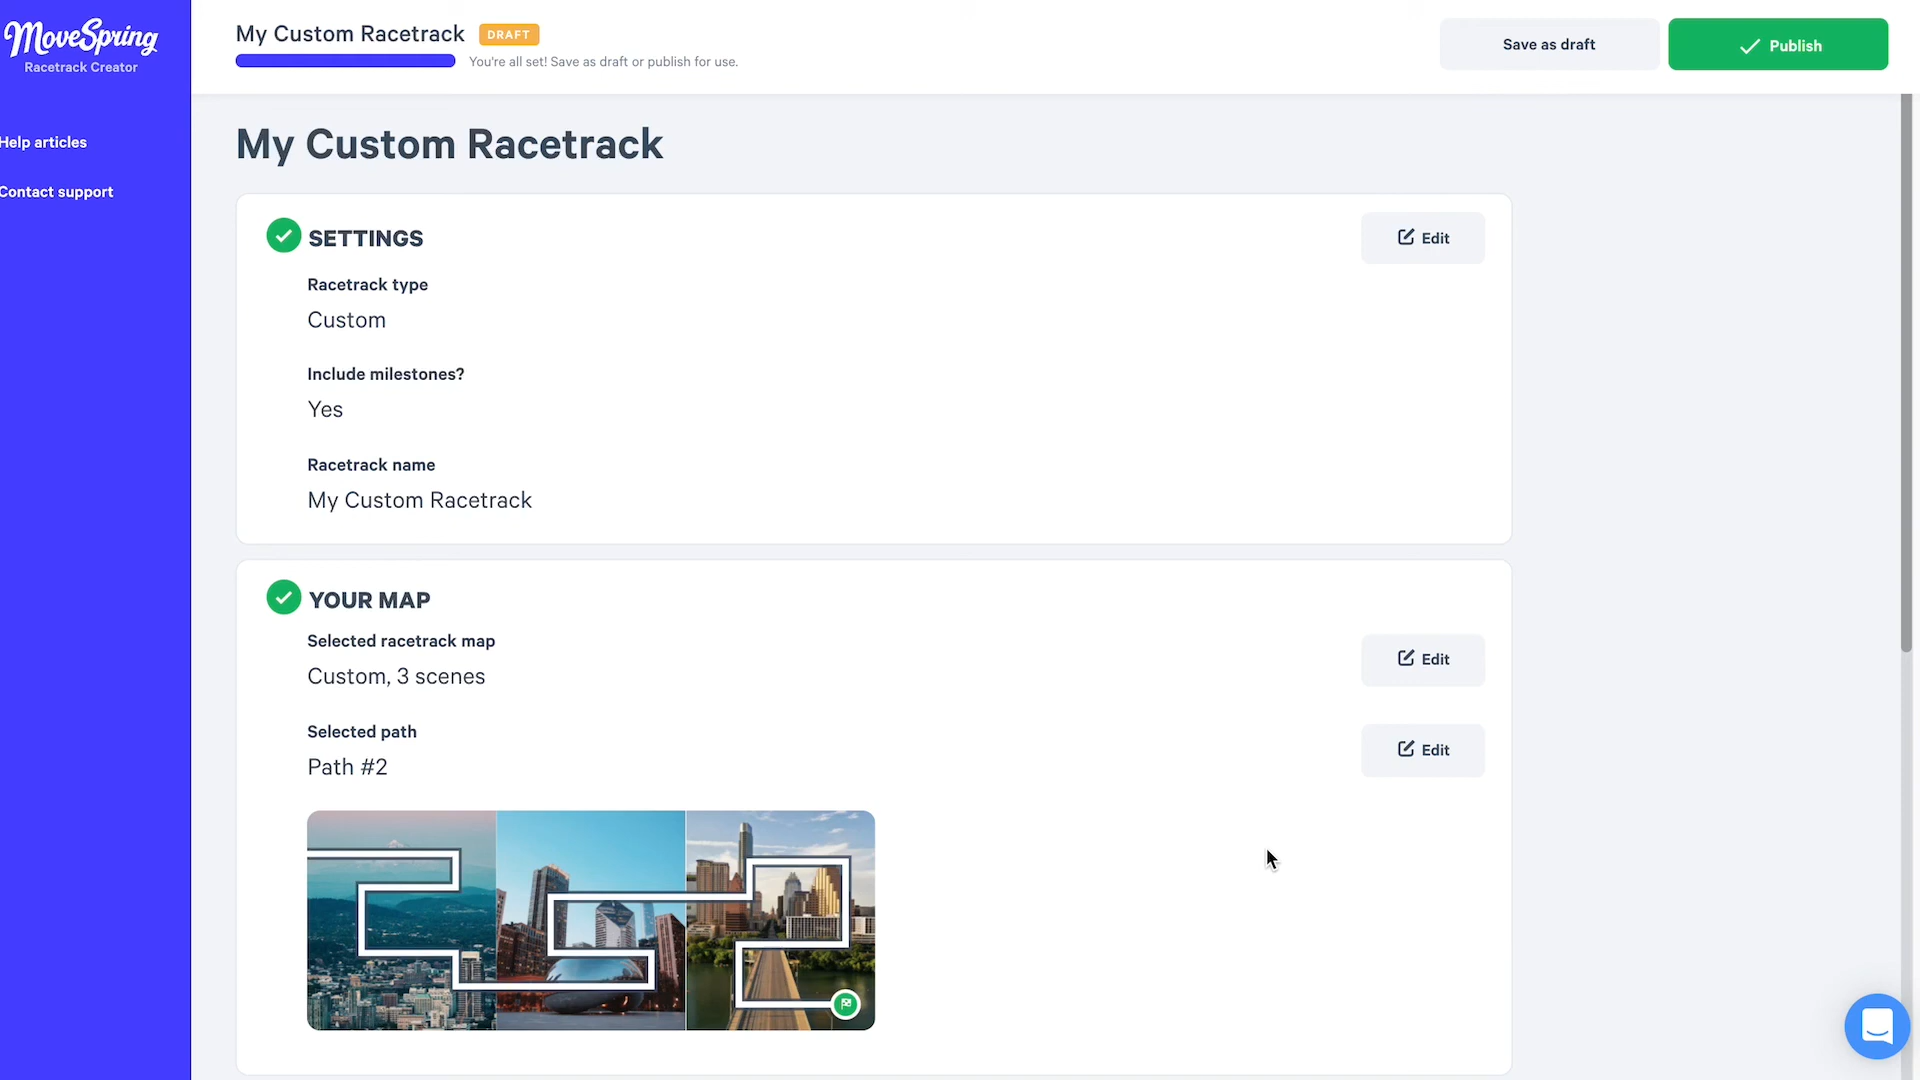 MoveSpring
Racetrack Creator
Help articles
Contact support
My Custom Racetrack DRAFT
You're all set! Save as draft or publish for use.
Save as draft
Publish
My Custom Racetrack
SETTINGS
Edit
Racetrack type
Custom
Include milestones?
Yes
Racetrack name
My Custom Racetrack
YOUR MAP
Selected racetrack map
Custom, 3 scenes
Edit
Selected path
Path #2
Edit